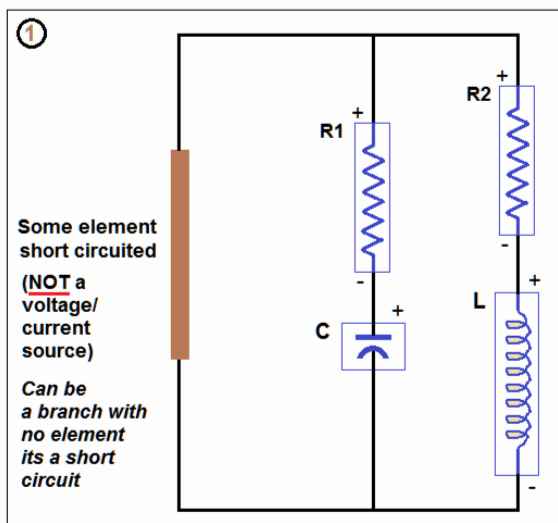 1
+
R2
+
R1
-
+
-
+
L
C
-
Some element
short circuited
(NOT a
voltage/
current
source)
Can be
a branch with
no element
its a short
circuit